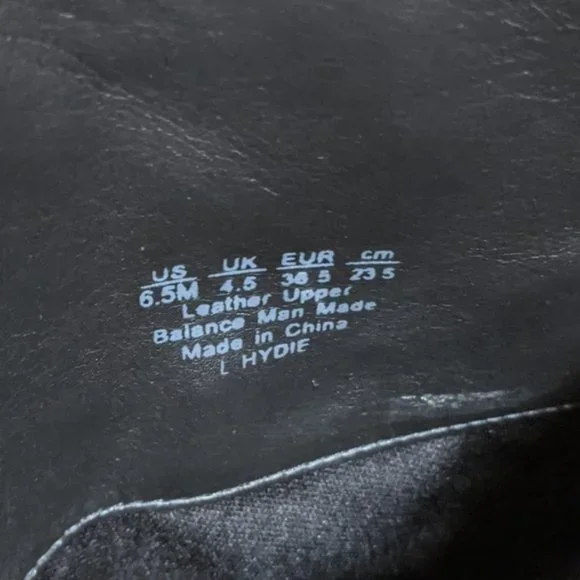 US UK EUR cm
6.5M 4.5 36 5 23 5
Leather Upper
Balance Man Made
Made in China
L HYDIE